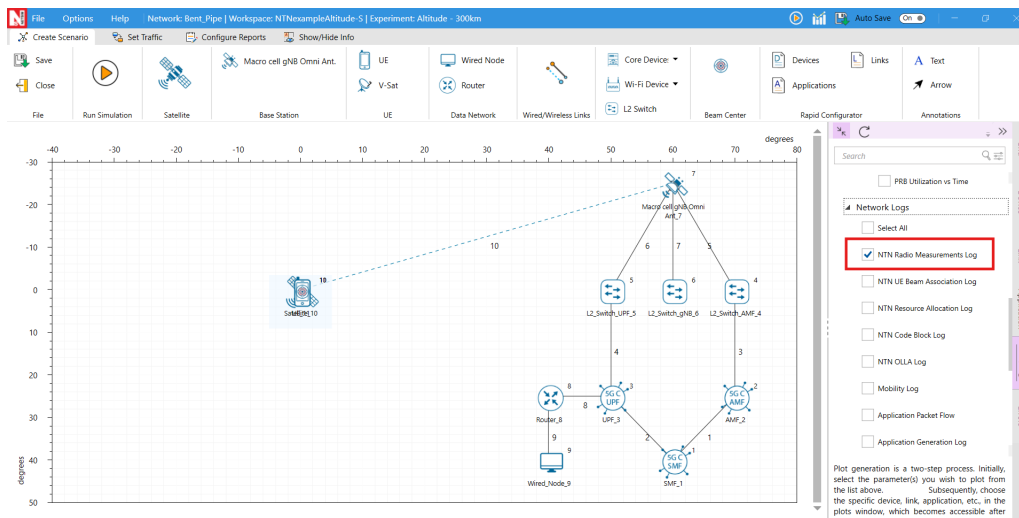 File Options Help Network: Bent_Pipe | Workspace: NTNexampleAltitude-S | Experiment: Altitude - 300km Auto Save On
Create Scenario Set Traffic Configure Reports Show/Hide Info
Save Macro cell gNB Omni Ant. UE Wired Node Core Device: Devices Links A Text
Close V-Sat Router Wi-Fi Device Applications Arrow
L2 Switch
File Run Simulation Satellite Base Station UE Data Network Wired/Wireless Links Beam Center Rapid Configurator Annotations
degrees
-40 -30 -20 -10 0 10 20 30 40 50 60 70 80
-30
-20
-10
0
10
20
30
40
50
degrees
7
Macro cell gNB Omni
Ant_7
10
6 7 5
10
5 6 4
L2_Switch_UPF_5 L2_Switch_gNB_6 L2_Switch_AMF_4
4 3
8 3 2
5G C
UPF
5G C
AMF
8
Router_8 UPF_3 AMF_2
9 2 1
9 1
5G C
SMF
Wired_Node_9 SMF_1
Search
PRB Utilization vs Time
Network Logs
Select All
NTN Radio Measurements Log
NTN UE Beam Association Log
NTN Resource Allocation Log
NTN Code Block Log
NTN OLLA Log
Mobility Log
Application Packet Flow
Application Generation Log
Plot generation is a two-step process. Initially,
select the parameter(s) you wish to plot from
the list above. Subsequently, choose
the specific device, link, application, etc., in the
plots window, which becomes accessible after